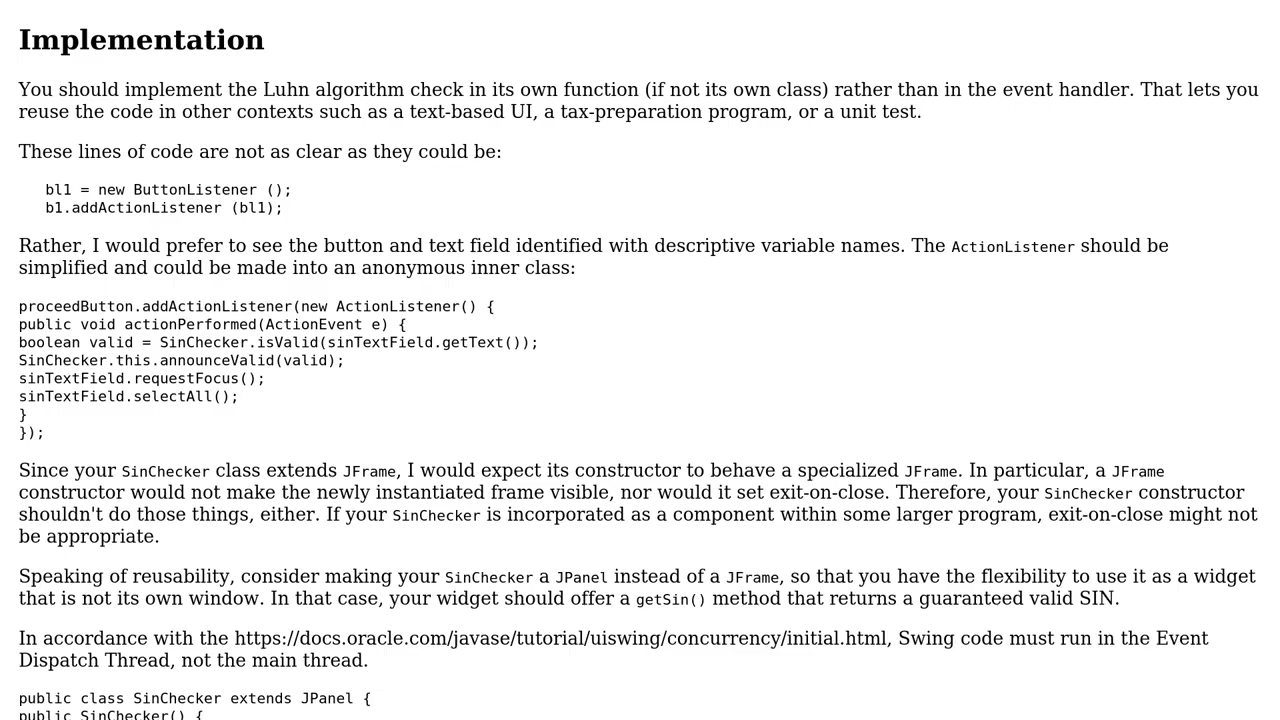 Implementation
You should implement the Luhn algorithm check in its own function (if not its own class) rather than in the event handler. That lets you
reuse the code in other contexts such as a text-based UI, a tax-preparation program, or a unit test.
These lines of code are not as clear as they could be:
bl1 = new ButtonListener ();
b1.addActionListener (bl1);
Rather, I would prefer to see the button and text field identified with descriptive variable names. The ActionListener should be
simplified and could be made into an anonymous inner class:
proceedButton.addActionListener(new ActionListener() {
public void actionPerformed(ActionEvent e) {
boolean valid = SinChecker.isValid(sinTextField.getText());
SinChecker.this.announceValid(valid);
sinTextField.requestFocus();
sinTextField.selectAll();
}
});
Since your SinChecker class extends JFrame, I would expect its constructor to behave a specialized JFrame. In particular, a JFrame
constructor would not make the newly instantiated frame visible, nor would it set exit-on-close. Therefore, your SinChecker constructor
shouldn't do those things, either. If your SinChecker is incorporated as a component within some larger program, exit-on-close might not
be appropriate.
Speaking of reusability, consider making your SinChecker a JPanel instead of a JFrame, so that you have the flexibility to use it as a widget
that is not its own window. In that case, your widget should offer a getSin() method that returns a guaranteed valid SIN.
In accordance with the https://docs.oracle.com/javase/tutorial/uiswing/concurrency/initial.html, Swing code must run in the Event
Dispatch Thread, not the main thread.
public class SinChecker extends JPanel {
public SinChecker() {